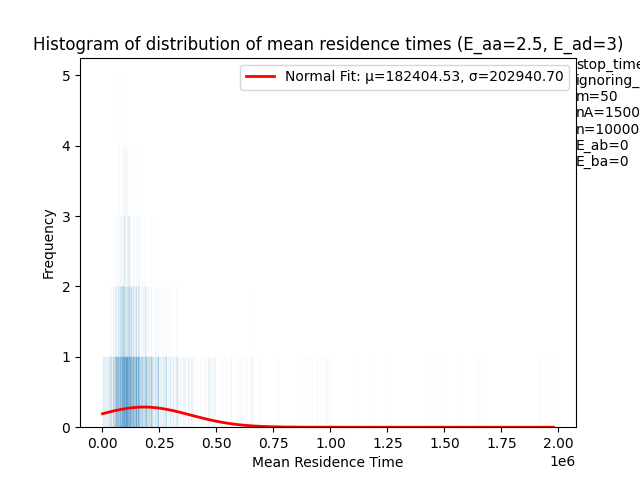 Histogram of distribution of mean residence times (E_aa=2.5, E_ad=3)
Normal Fit: μ=182404.53, σ=202940.70
stop_time
ignoring_
m=50
nA=1500
n=10000
E_ab=0
E_ba=0
Frequency
5
4
3
2
1
0
0.00 0.25 0.50 0.75 1.00 1.25 1.50 1.75 2.00
1e6
Mean Residence Time